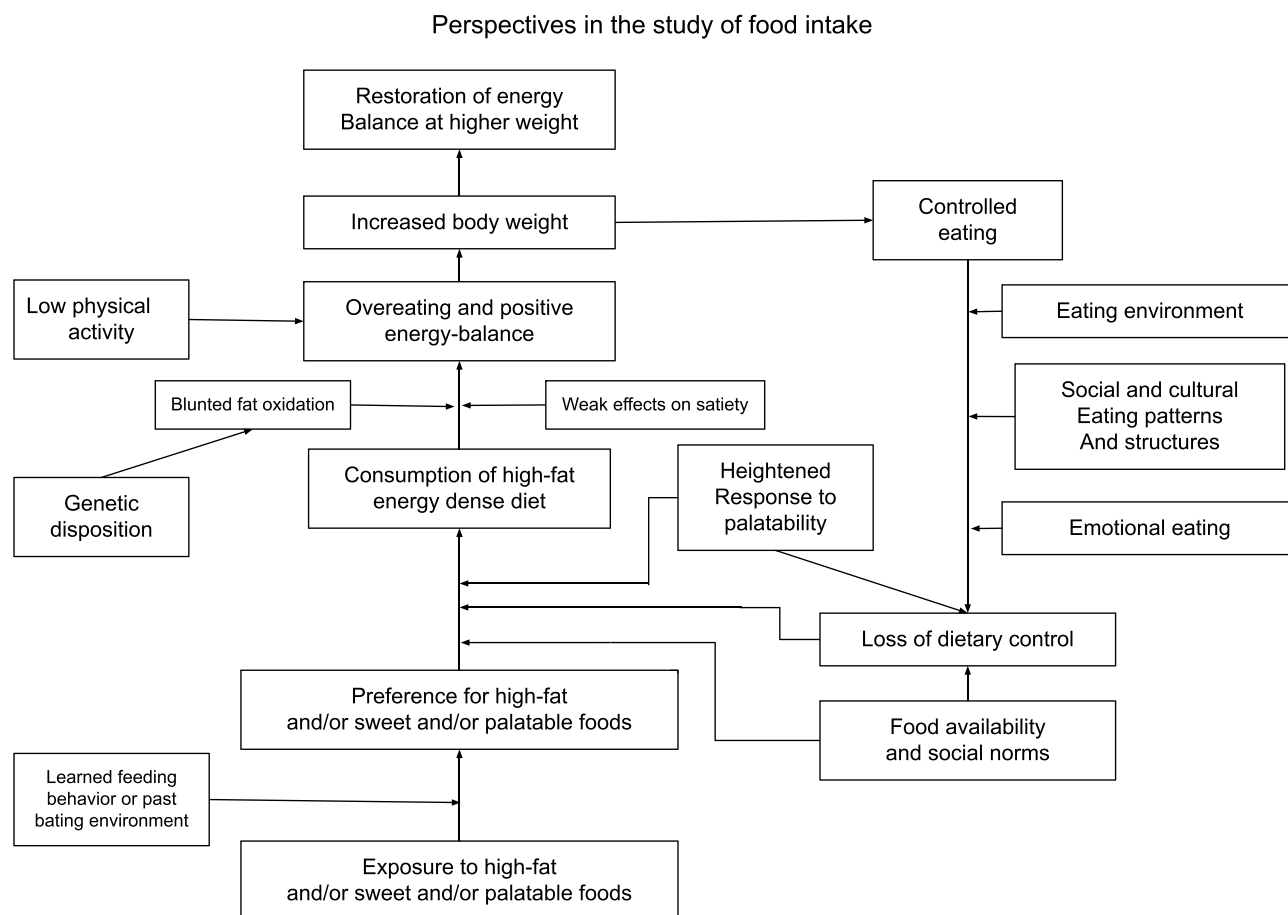 Perspectives in the study of food intake
Restoration of energy
Balance at higher weight
Increased body weight
Controlled
eating
Low physical
activity
Overeating and positive
energy-balance
Eating environment
Blunted fat oxidation
Weak effects on satiety
Social and cultural
Eating patterns
And structures
Genetic
disposition
Consumption of high-fat
energy dense diet
Heightened
Response to
palatability
Emotional eating
Loss of dietary control
Preference for high-fat
and/or sweet and/or palatable foods
Food availability
and social norms
Learned feeding
behavior or past
bating environment
Exposure to high-fat
and/or sweet and/or palatable foods